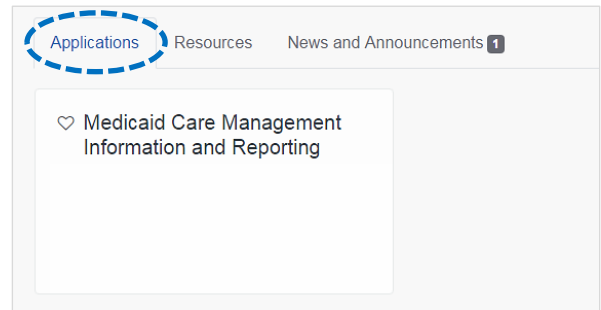 Applications Resources News and Announcements 1
Medicaid Care Management
Information and Reporting